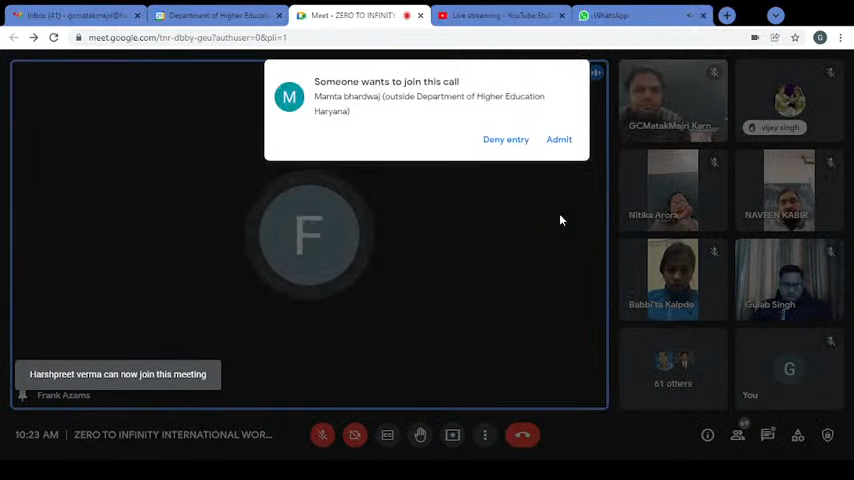 Inbox (41) – gcmatakmajri@h
Department of Higher Educatio
Meet – ZERO TO INFINITY
Live streaming – YouTube Stu
WhatsApp
meet.google.com/tnr-dbby-geu?authuser=0&pli=1
G
Someone wants to join this call
M
Mamta bhardwaj (outside Department of Higher Education
Haryana)
Deny entry
Admit
GCMatakMajri Karn
vijay singh
F
Nitika Arora
NAVEEN KABIR
Babbi'ta Kalpde
Gulab Singh
Harshpreet verma can now join this meeting
Frank Azams
61 others
G
You
10:23 AM | ZERO TO INFINITY INTERNATIONAL WOR...
69